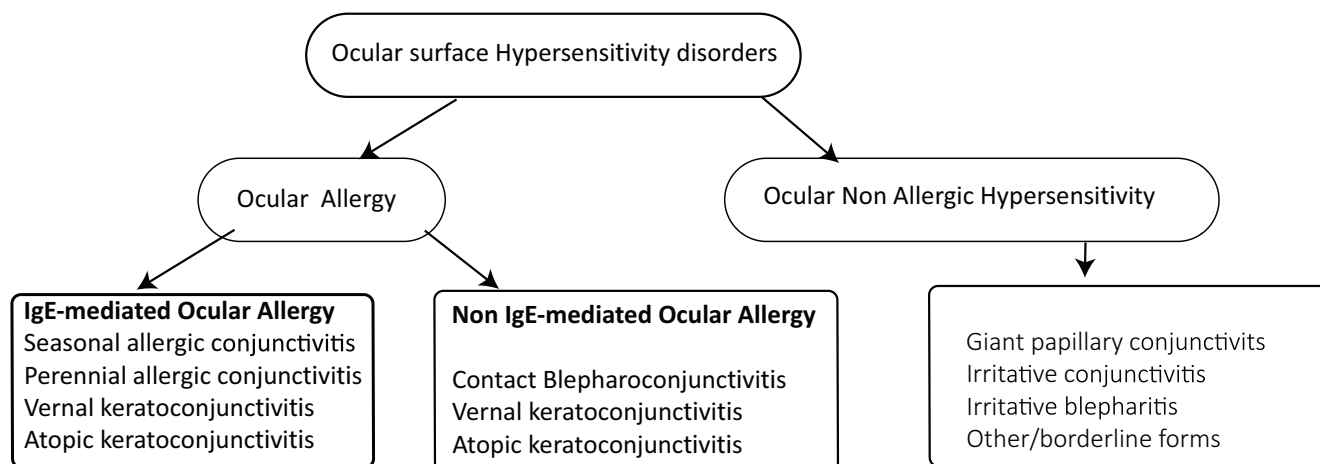 Ocular surface Hypersensitivity disorders
Ocular Allergy
Ocular Non Allergic Hypersensitivity
IgE-mediated Ocular Allergy
Seasonal allergic conjunctivitis
Perennial allergic conjunctivitis
Vernal keratoconjunctivitis
Atopic keratoconjunctivitis
Non IgE-mediated Ocular Allergy
Contact Blepharoconjunctivitis
Vernal keratoconjunctivitis
Atopic keratoconjunctivitis
Giant papillary conjunctivits
Irritative conjunctivitis
Irritative blepharitis
Other/borderline forms